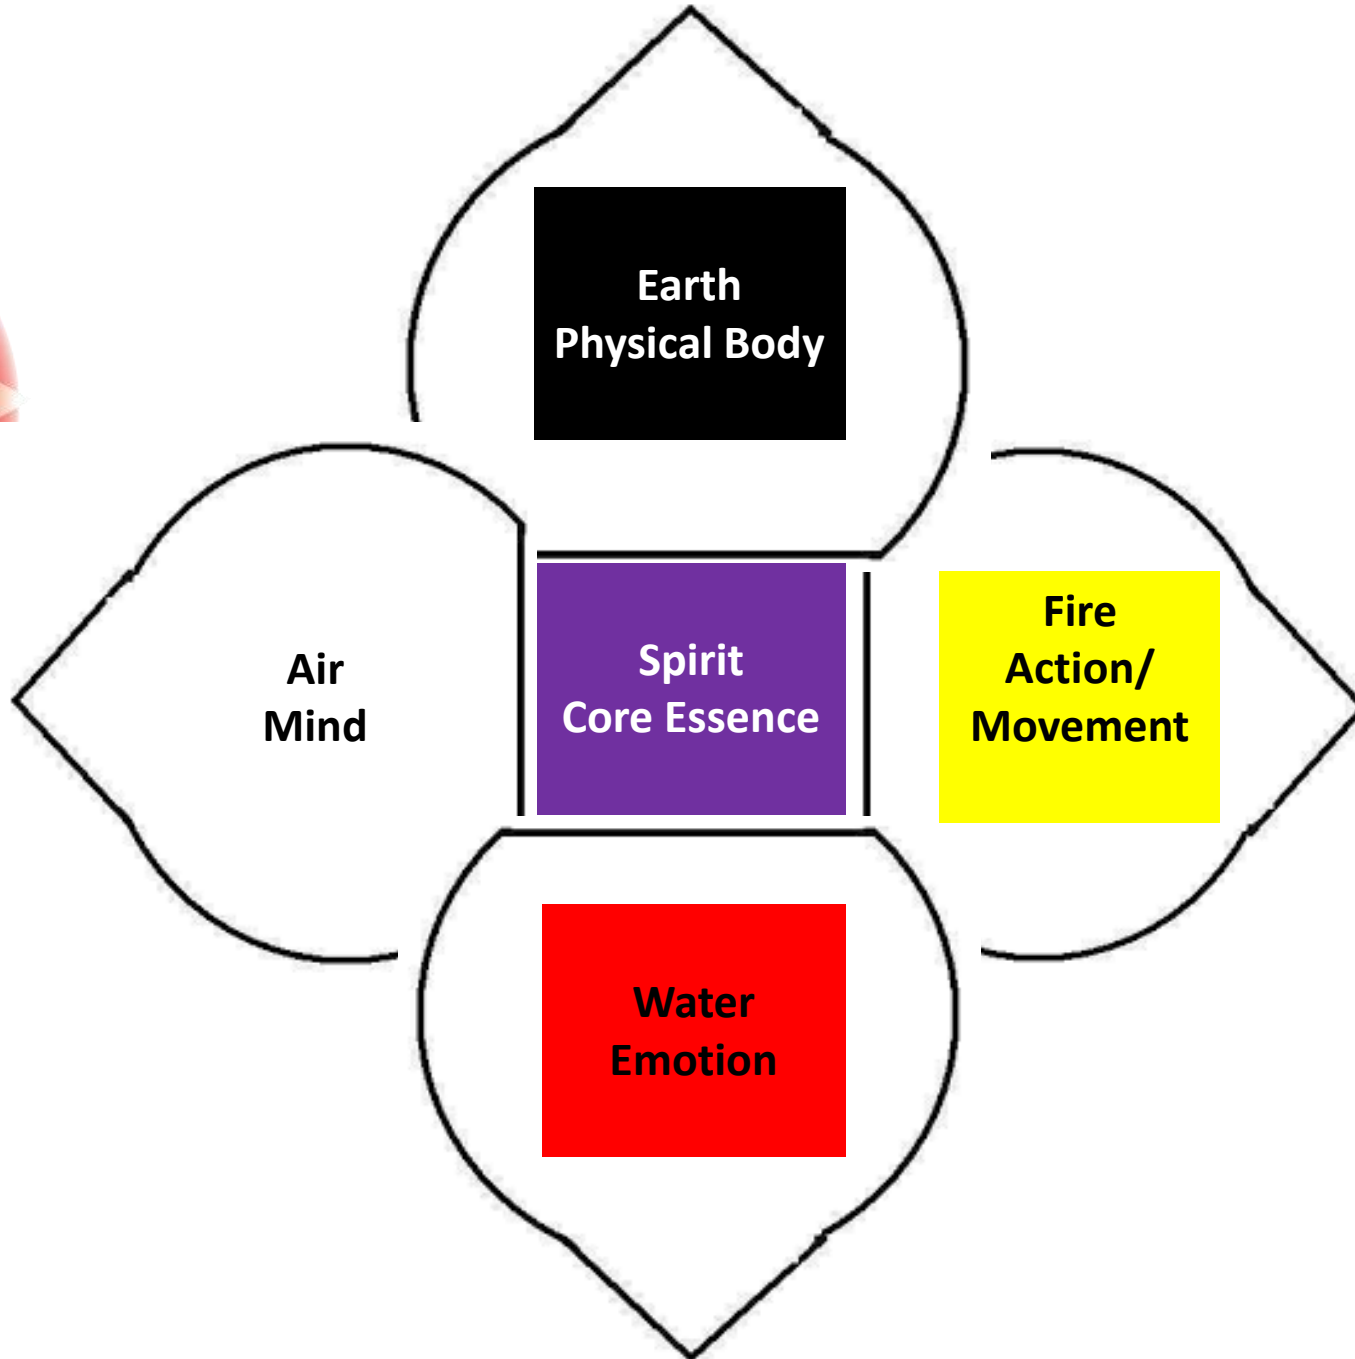 Earth
Physical Body
Air
Mind
Spirit
Core Essence
Fire
Action/
Movement
Water
Emotion